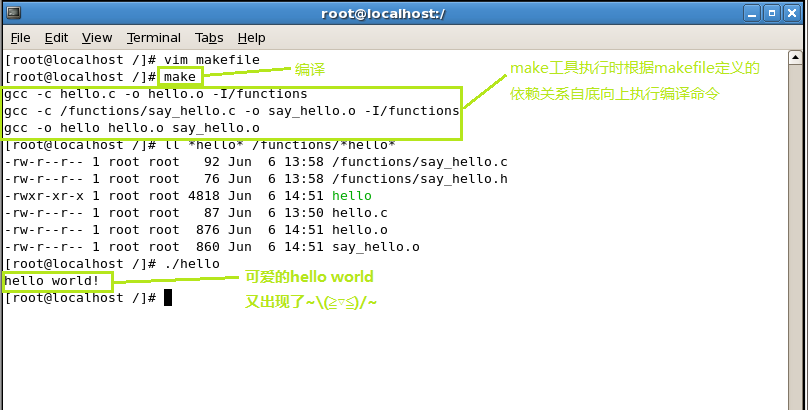 root@localhost:/
File Edit View Terminal Tabs Help
[root@localhost /]# vim makefile
[root@localhost /]# make
编译
gcc -c hello.c -o hello.o -I/functions
gcc -c /functions/say_hello.c -o say_hello.o -I/functions
gcc -o hello hello.o say_hello.o
make工具执行时根据makefile定义的
依赖关系自底向上执行编译命令
[root@localhost /]# ll *hello* /functions/*hello*
-rw-r--r-- 1 root root   92 Jun  6 13:58 /functions/say_hello.c
-rw-r--r-- 1 root root   76 Jun  6 13:58 /functions/say_hello.h
-rwxr-xr-x 1 root root 4818 Jun  6 14:51 hello
-rw-r--r-- 1 root root   87 Jun  6 13:50 hello.c
-rw-r--r-- 1 root root  876 Jun  6 14:51 hello.o
-rw-r--r-- 1 root root  860 Jun  6 14:51 say_hello.o
[root@localhost /]# ./hello
hello world!
[root@localhost /]#
可爱的hello world
又出现了~\(≥▽≤)/~